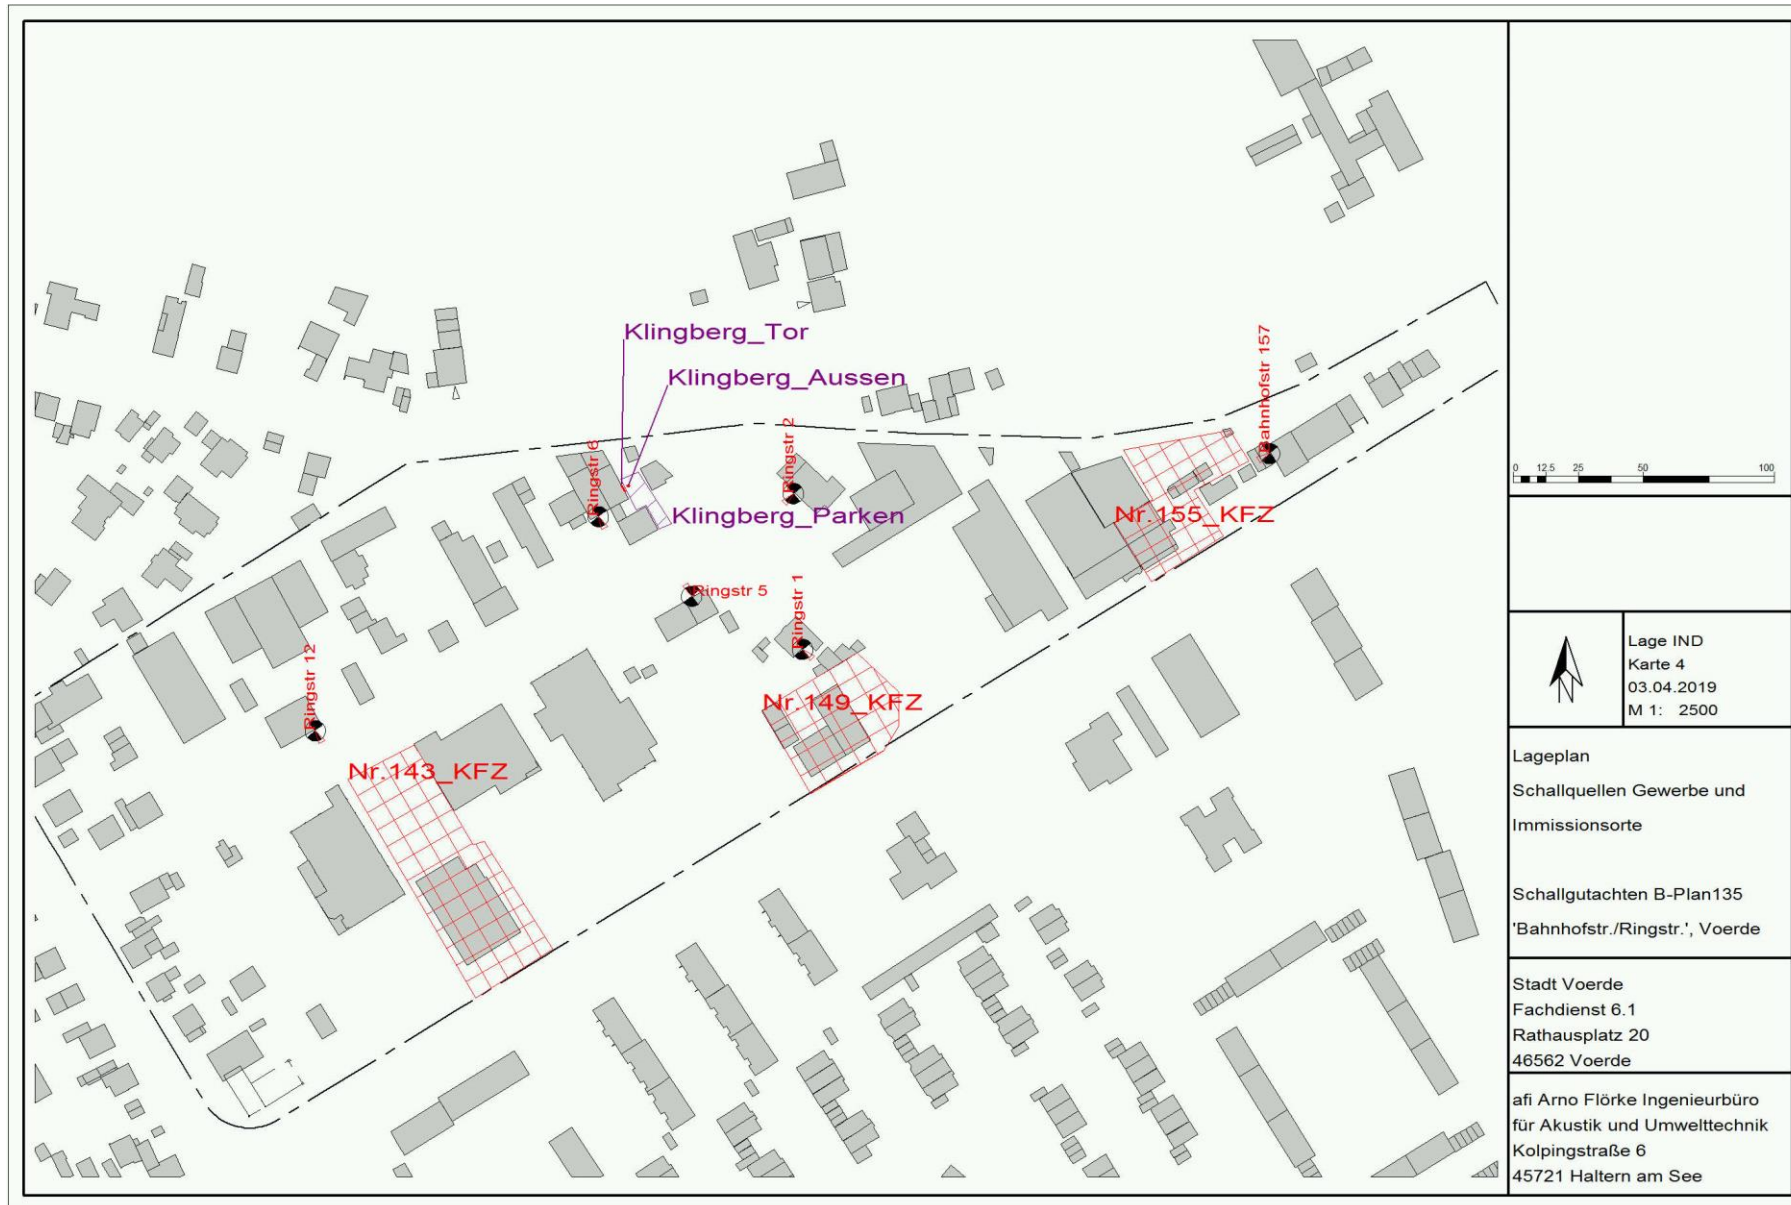 Klingberg_Tor
Klingberg_Aussen
Klingberg_Parken
Ringstr 6
Ringstr 2
Bahnhofstr 157
Nr.155_KFZ
Ringstr 5
Ringstr 1
Nr.149_KFZ
Ringstr 12
Nr.143_KFZ
0 12.5 25 50 100
Lage IND
Karte 4
03.04.2019
M 1: 2500
Lageplan
Schallquellen Gewerbe und
Immissionsorte
Schallgutachten B-Plan135
'Bahnhofstr./Ringstr.', Voerde
Stadt Voerde
Fachdienst 6.1
Rathausplatz 20
46562 Voerde
afi Arno Flörke Ingenieurbüro
für Akustik und Umwelttechnik
Kolpingstraße 6
45721 Haltern am See